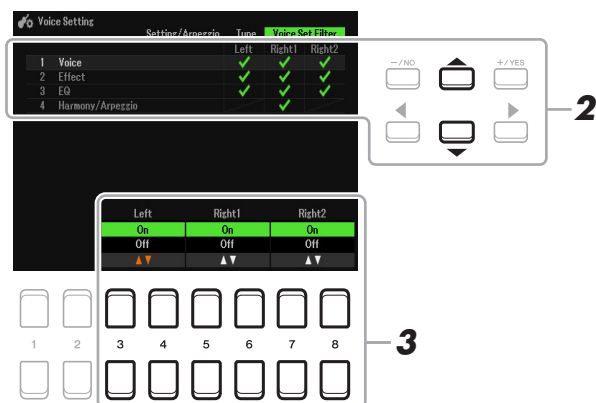 Voice Setting
Setting/Arpeggio Type Voice Set Filter
Left Right1 Right2
1 Voice
2 Effect
3 EQ
4 Harmony/Arpeggio
−/NO +/YES
2
Left Right1 Right2
On On On
Off Off Off
1 2 3 4 5 6 7 8
3